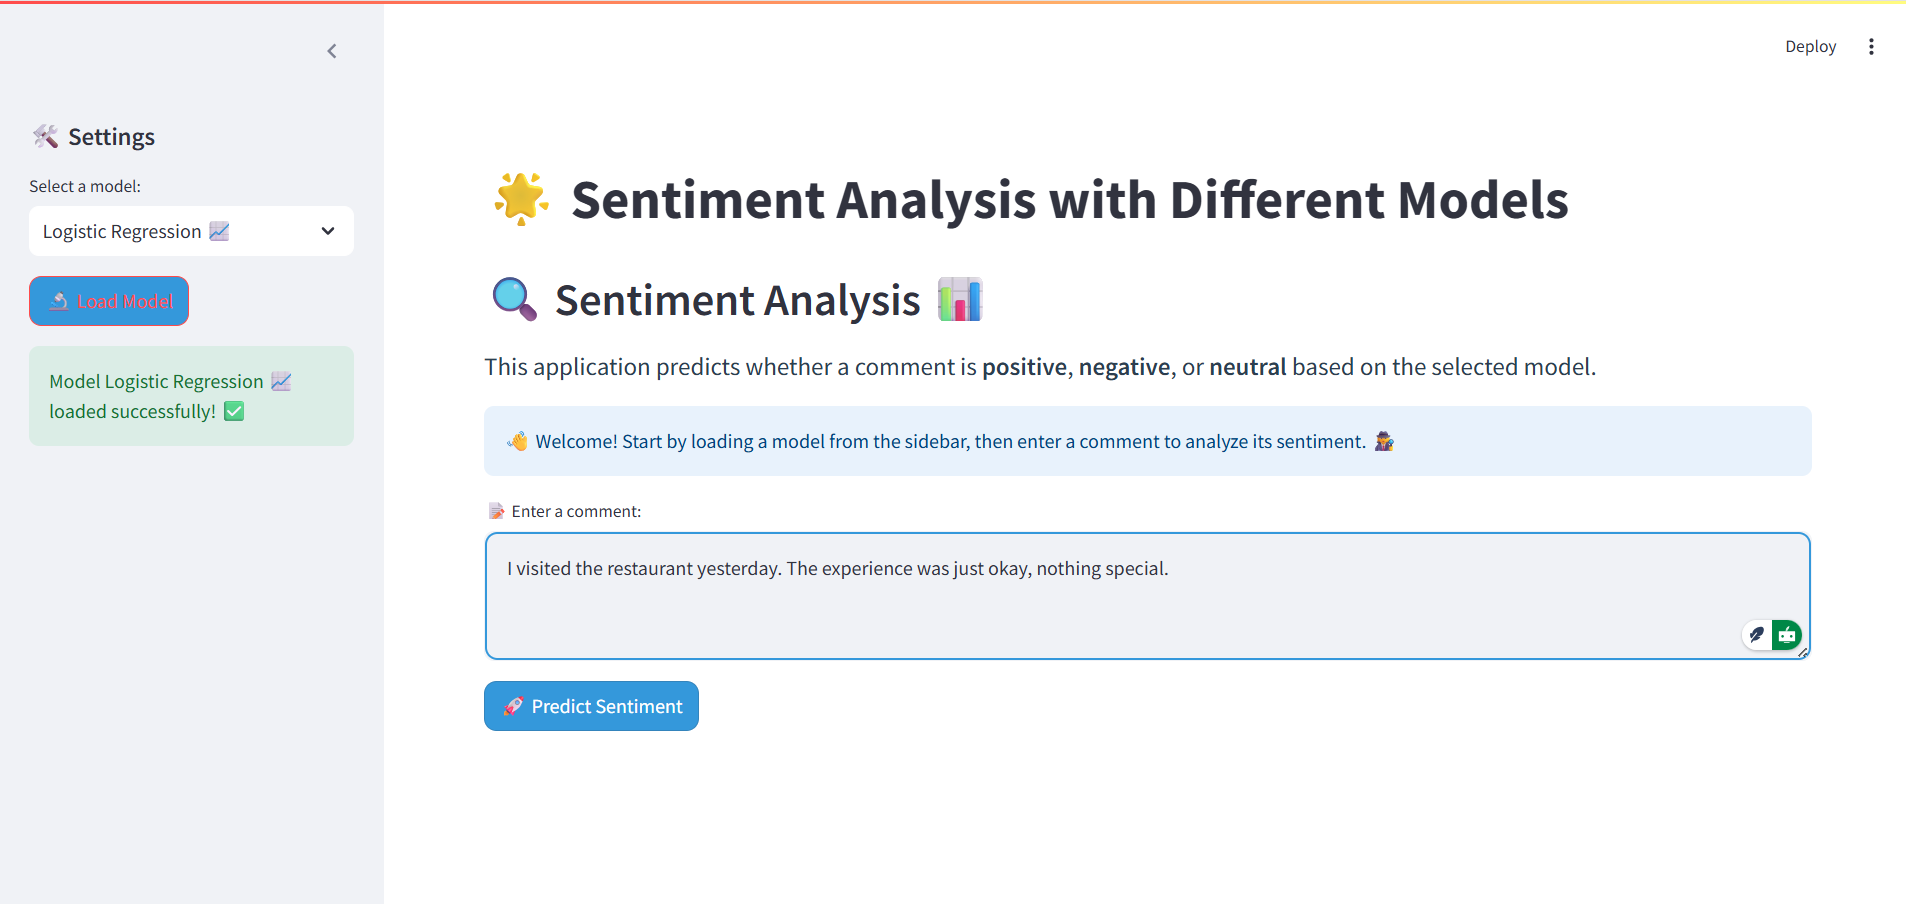 Deploy
🛠️ Settings
Select a model:
Logistic Regression 📈
🔬 Load Model
Model Logistic Regression 📈
loaded successfully! ✅
🌟 Sentiment Analysis with Different Models
🔍 Sentiment Analysis 📊
This application predicts whether a comment is positive, negative, or neutral based on the selected model.
👋 Welcome! Start by loading a model from the sidebar, then enter a comment to analyze its sentiment. 🕵️
📝 Enter a comment:
I visited the restaurant yesterday. The experience was just okay, nothing special.
🚀 Predict Sentiment